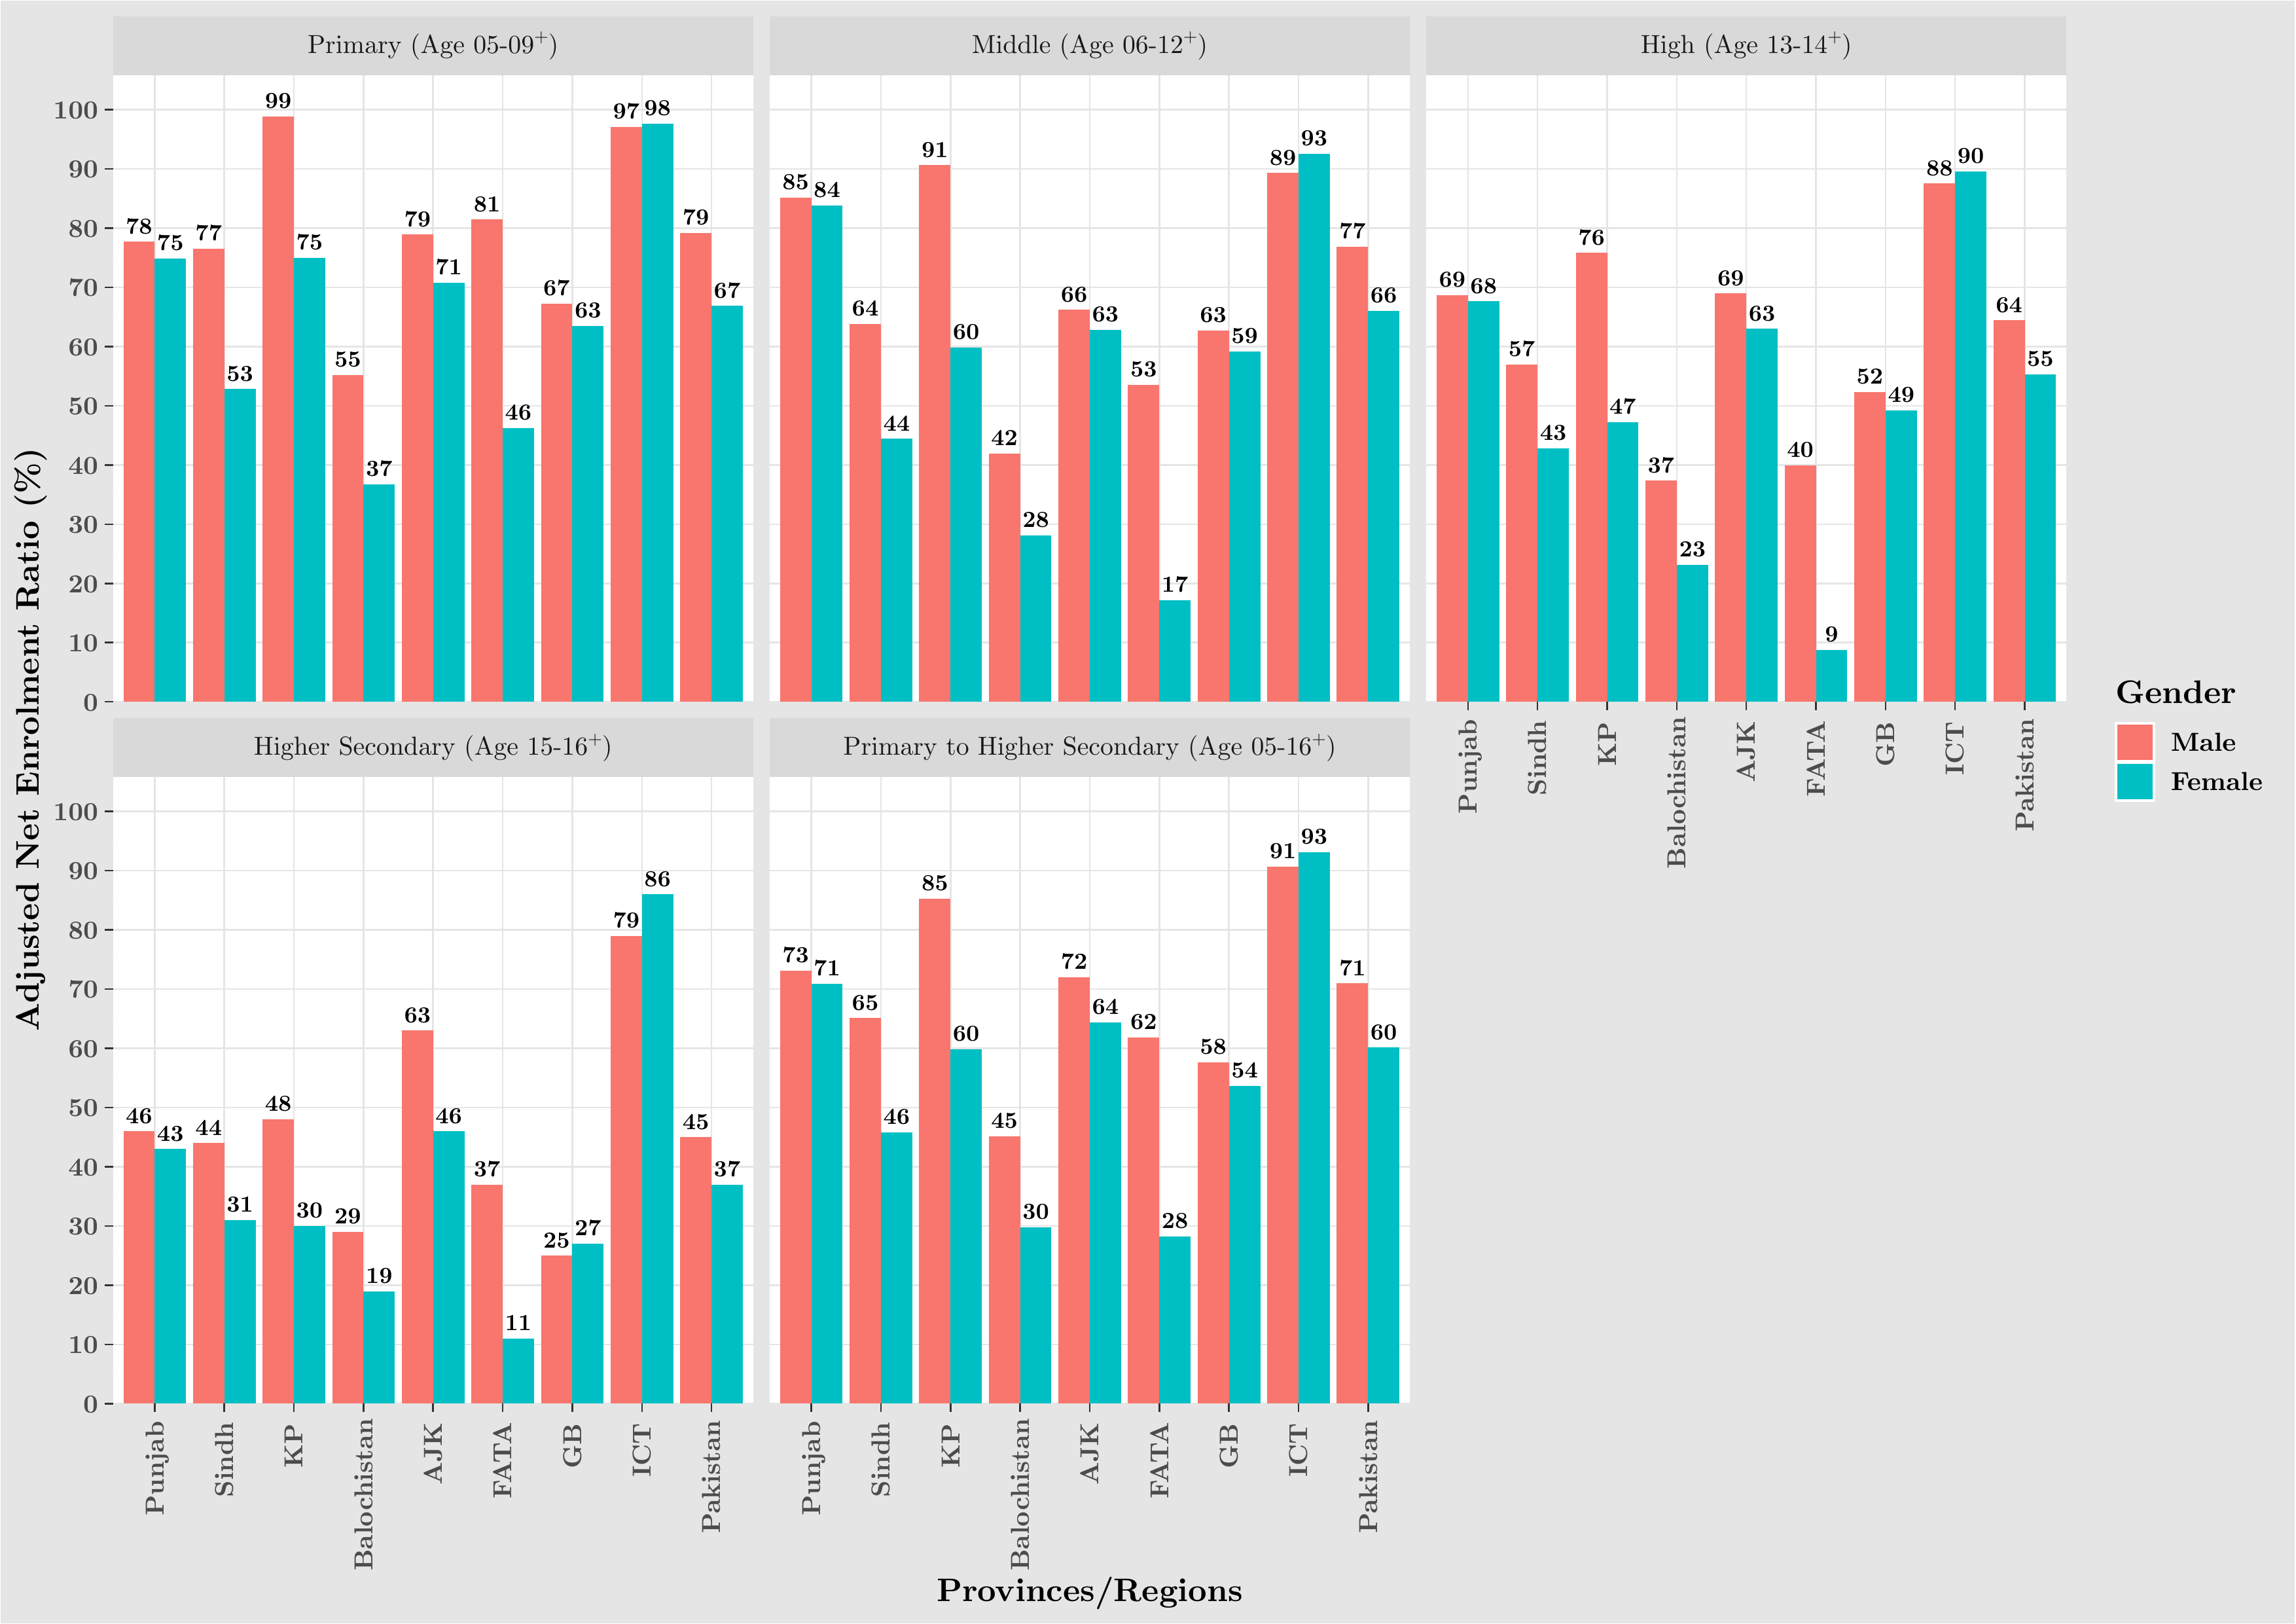 Primary (Age 05-09+)
Middle (Age 06-12+)
High (Age 13-14+)
Adjusted Net Enrolment Ratio (%)
100
90
80
70
60
50
40
30
20
10
0
78 75 77 53 99 75 55 37 79 71 81 46 67 63 97 98 79 67
85 84 64 44 91 60 42 28 66 63 53 17 63 59 89 93 77 66
69 68 57 43 76 47 37 23 69 63 40 9 52 49 88 90 64 55
Punjab Sindh KP Balochistan AJK FATA GB ICT Pakistan
Gender
Male
Female
Higher Secondary (Age 15-16+)
Primary to Higher Secondary (Age 05-16+)
100
90
80
70
60
50
40
30
20
10
0
46 43 44 31 48 30 29 19 63 46 37 11 25 27 79 86 45 37
73 71 65 46 85 60 45 30 72 64 62 28 58 54 91 93 71 60
Punjab Sindh KP Balochistan AJK FATA GB ICT Pakistan
Punjab Sindh KP Balochistan AJK FATA GB ICT Pakistan
Provinces/Regions